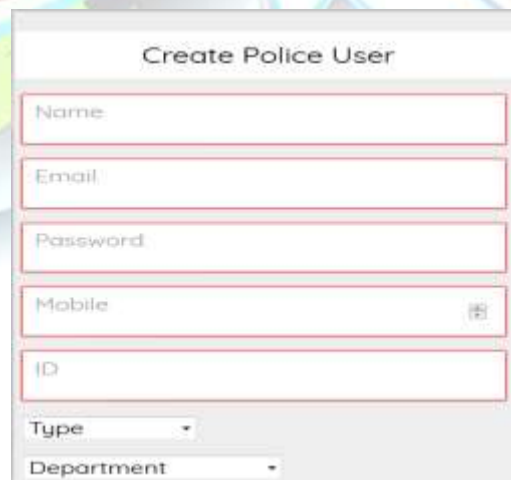 Create Police User
Name
Email
Password
Mobile
ID
Type
Department